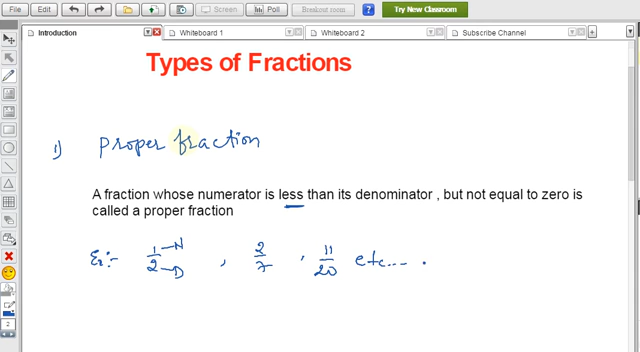 File Edit Screen Poll Breakout room ? Try New Classroom
Introduction Whiteboard 1 Whiteboard 2 Subscribe Channel
Types of Fractions
1) Proper fraction
A fraction whose numerator is less than its denominator , but not equal to zero is
called a proper fraction
Ex:- 1/2 N D , 2/7 , 11/20 etc.... .
2